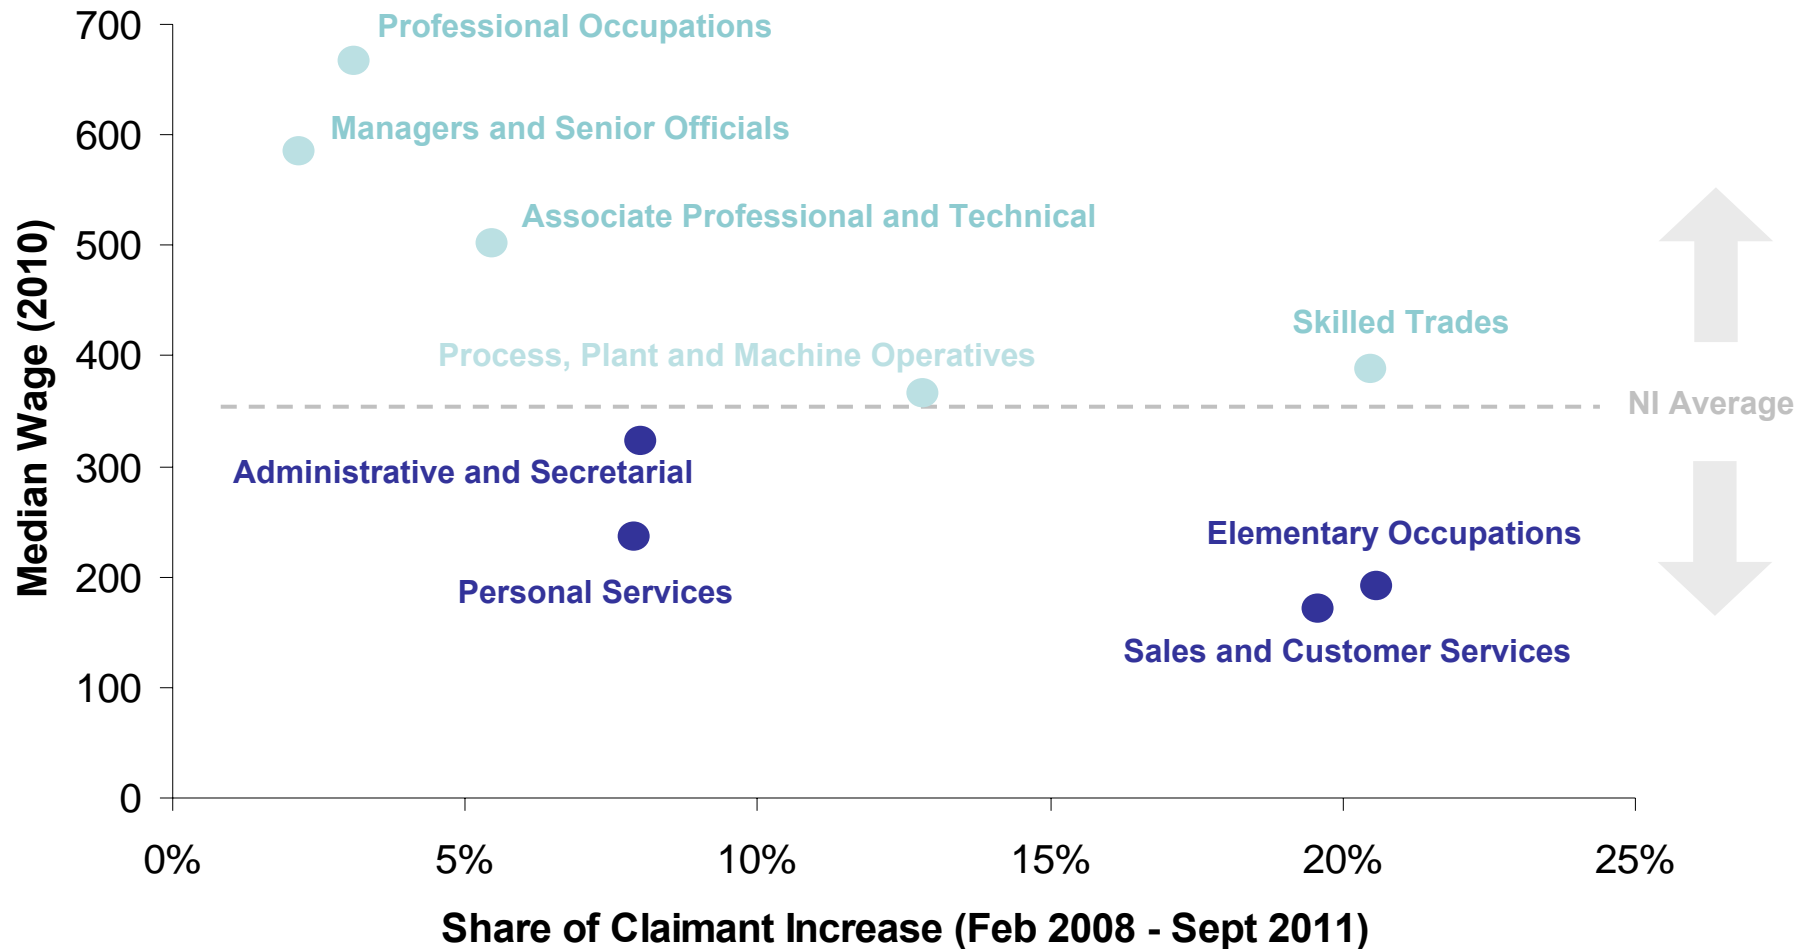 700
Professional Occupations
600
Managers and Senior Officials
500
Associate Professional and Technical
Skilled Trades
400
Process, Plant and Machine Operatives
NI Average
300
Administrative and Secretarial
Elementary Occupations
200
Personal Services
Sales and Customer Services
100
0
Median Wage (2010)
0% 5% 10% 15% 20% 25%
Share of Claimant Increase (Feb 2008 - Sept 2011)